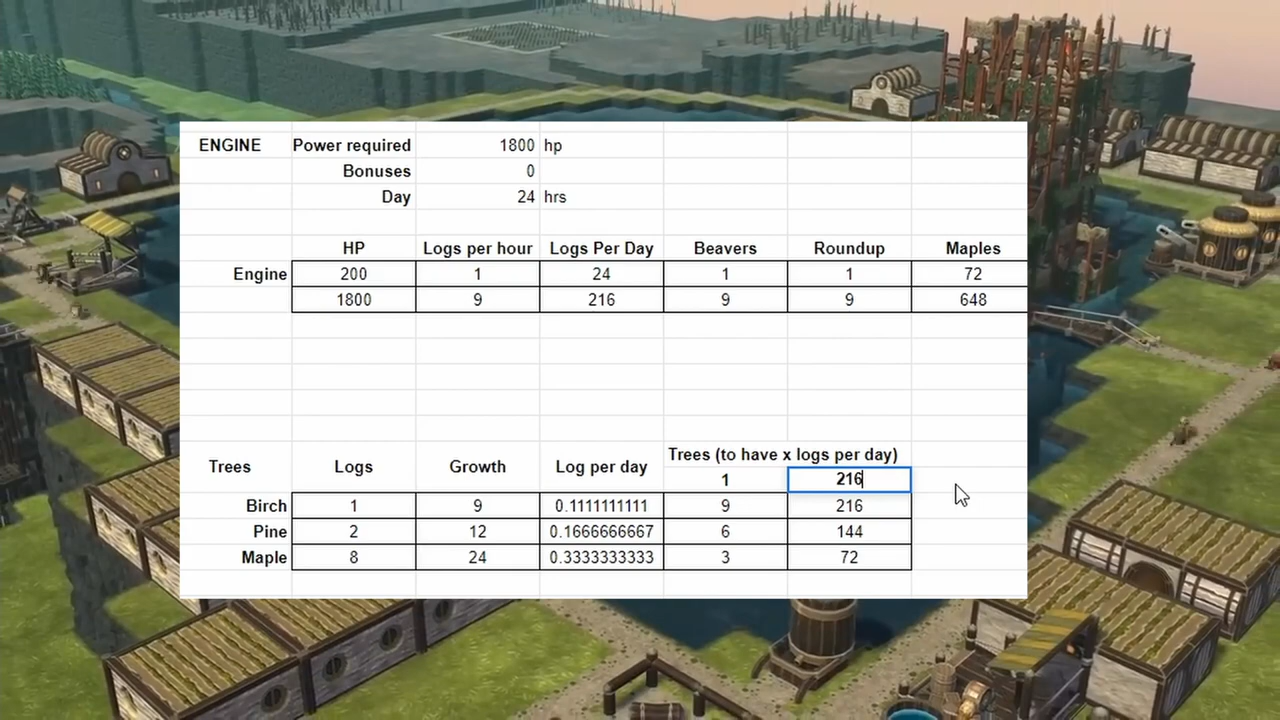 ENGINE Power required 1800 hp
Bonuses 0
Day 24 hrs
HP Logs per hour Logs Per Day Beavers Roundup Maples
Engine 200 1 24 1 1 72
1800 9 216 9 9 648
Trees (to have x logs per day)
Trees Logs Growth Log per day
1 216
Birch 1 9 0.1111111111 9 216
Pine 2 12 0.1666666667 6 144
Maple 8 24 0.3333333333 3 72